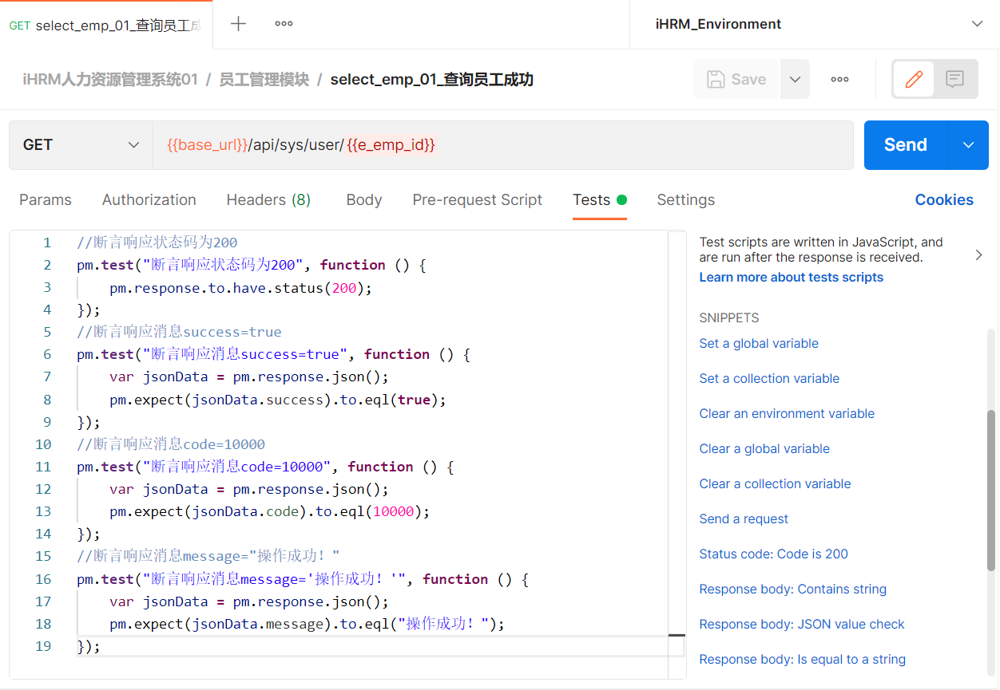 GET select_emp_01_查询员工成
iHRM_Environment
iHRM人力资源管理系统01 / 员工管理模块 / select_emp_01_查询员工成功
Save
GET
{{base_url}}/api/sys/user/{{e_emp_id}}
Send
Params Authorization Headers (8) Body Pre-request Script Tests Settings Cookies
1 //断言响应状态码为200
2 pm.test("断言响应状态码为200", function () {
3 pm.response.to.have.status(200);
4 });
5 //断言响应消息success=true
6 pm.test("断言响应消息success=true", function () {
7 var jsonData = pm.response.json();
8 pm.expect(jsonData.success).to.eql(true);
9 });
10 //断言响应消息code=10000
11 pm.test("断言响应消息code=10000", function () {
12 var jsonData = pm.response.json();
13 pm.expect(jsonData.code).to.eql(10000);
14 });
15 //断言响应消息message="操作成功！"
16 pm.test("断言响应消息message='操作成功！'", function () {
17 var jsonData = pm.response.json();
18 pm.expect(jsonData.message).to.eql("操作成功！");
19 });
Test scripts are written in JavaScript, and
are run after the response is received.
Learn more about tests scripts
SNIPPETS
Set a global variable
Set a collection variable
Clear an environment variable
Clear a global variable
Clear a collection variable
Send a request
Status code: Code is 200
Response body: Contains string
Response body: JSON value check
Response body: Is equal to a string